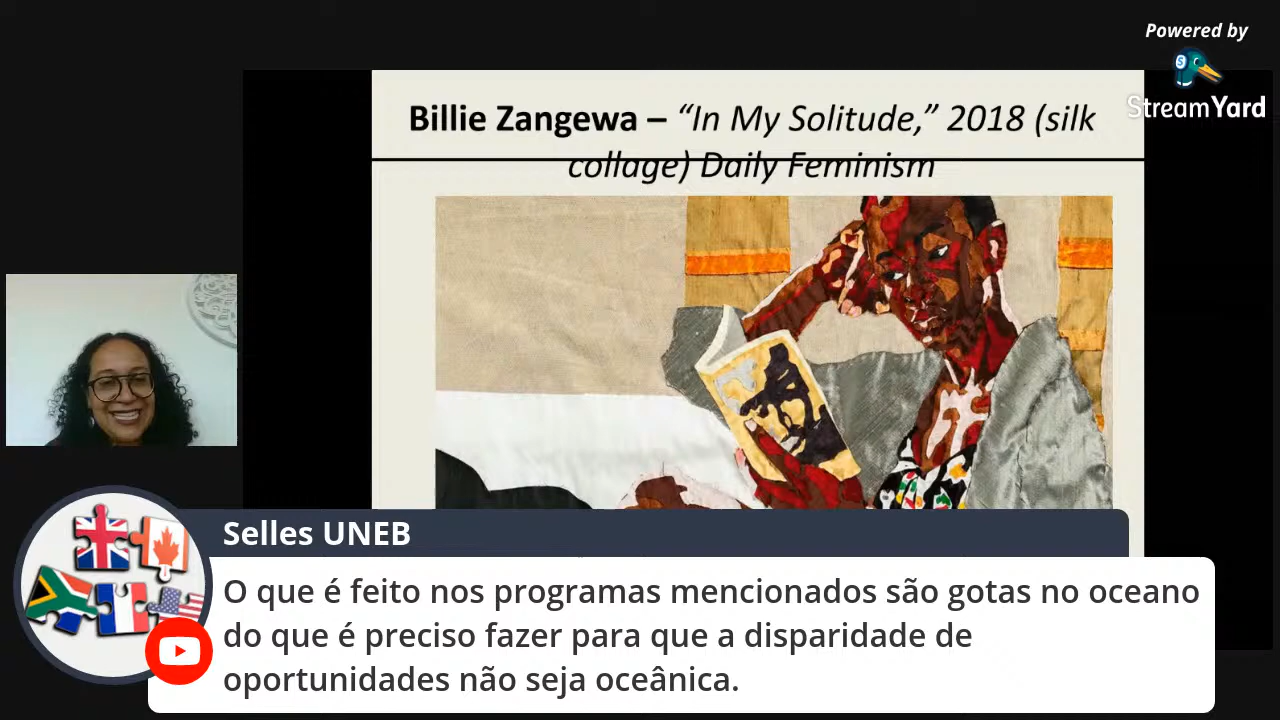 Powered by
StreamYard
Billie Zangewa – “In My Solitude,” 2018 (silk
collage) Daily Feminism
Selles UNEB
O que é feito nos programas mencionados são gotas no oceano
do que é preciso fazer para que a disparidade de
oportunidades não seja oceânica.